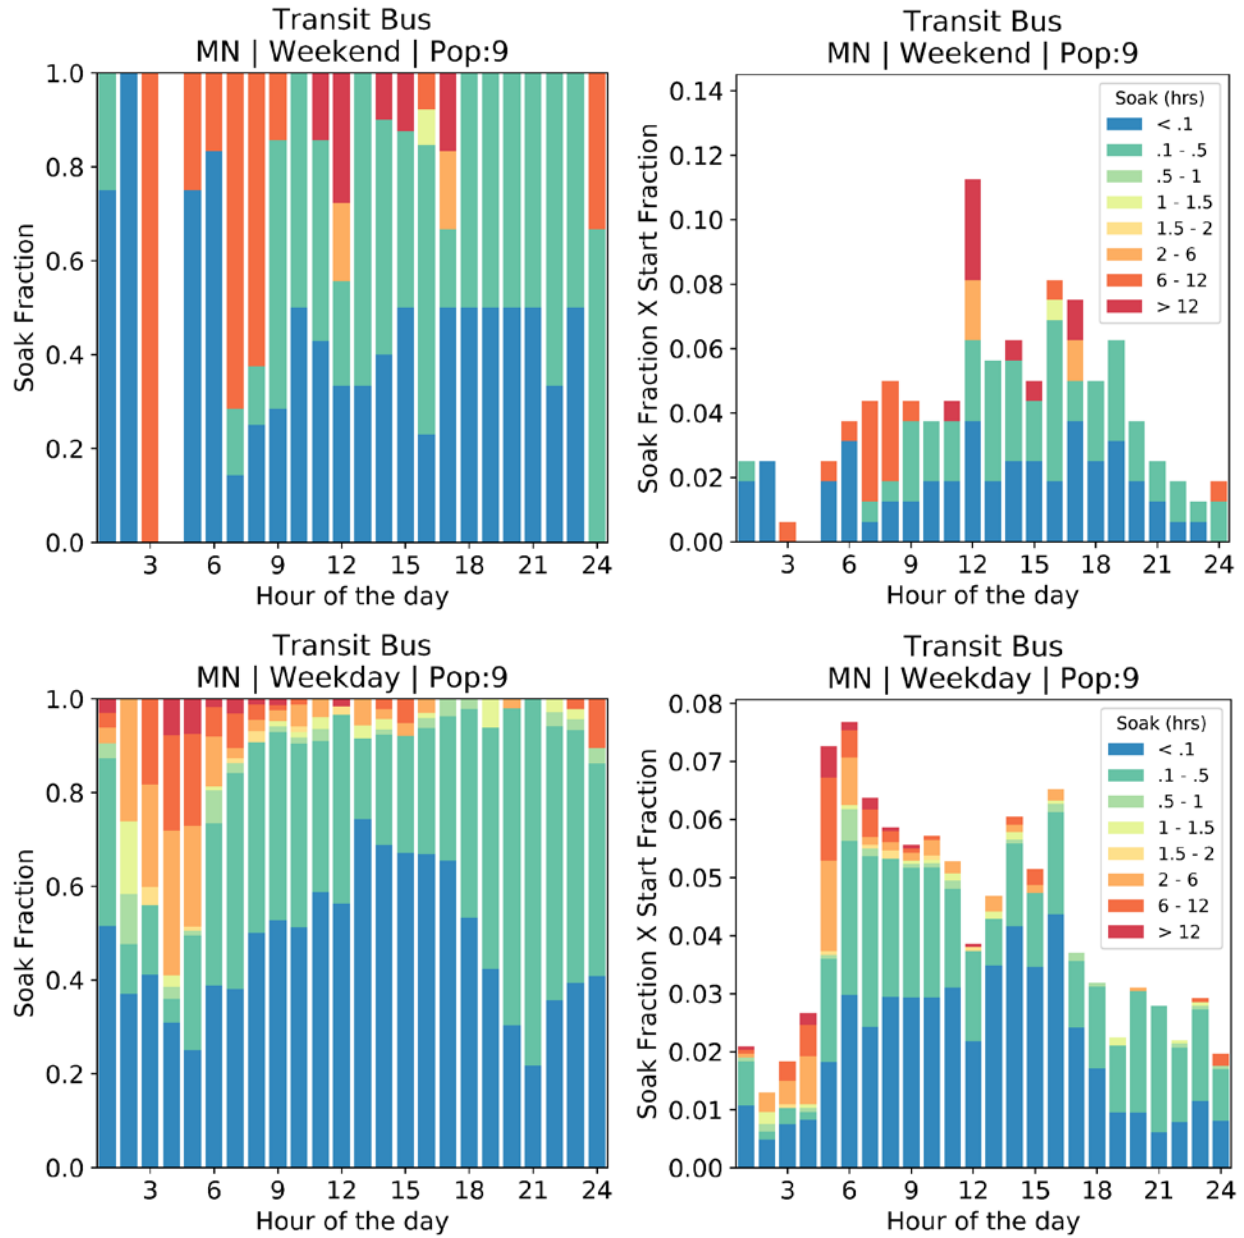 Transit Bus
MN | Weekend | Pop:9
Soak Fraction
1.0
0.8
0.6
0.4
0.2
0.0
3 6 9 12 15 18 21 24
Hour of the day
Transit Bus
MN | Weekend | Pop:9
Soak Fraction X Start Fraction
0.14
0.12
0.10
0.08
0.06
0.04
0.02
0.00
Soak (hrs)
< .1
.1 - .5
.5 - 1
1 - 1.5
1.5 - 2
2 - 6
6 - 12
> 12
3 6 9 12 15 18 21 24
Hour of the day
Transit Bus
MN | Weekday | Pop:9
Soak Fraction
1.0
0.8
0.6
0.4
0.2
0.0
3 6 9 12 15 18 21 24
Hour of the day
Transit Bus
MN | Weekday | Pop:9
Soak Fraction X Start Fraction
0.08
0.07
0.06
0.05
0.04
0.03
0.02
0.01
0.00
Soak (hrs)
< .1
.1 - .5
.5 - 1
1 - 1.5
1.5 - 2
2 - 6
6 - 12
> 12
3 6 9 12 15 18 21 24
Hour of the day